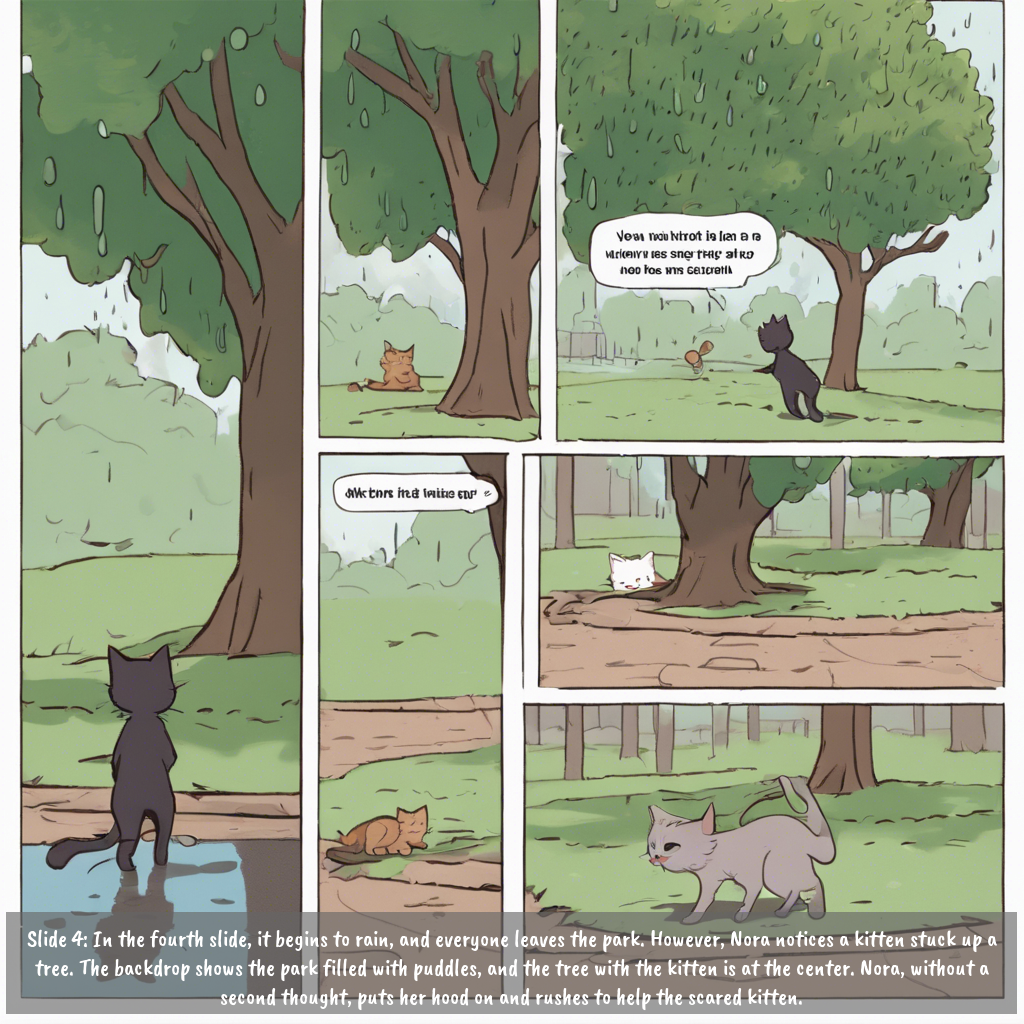 Slide 4: In the fourth slide, it begins to rain, and everyone leaves the park. However, Nora notices a kitten stuck up a
tree. The backdrop shows the park filled with puddles, and the tree with the kitten is at the center. Nora, without a
second thought, puts her hood on and rushes to help the scared kitten.